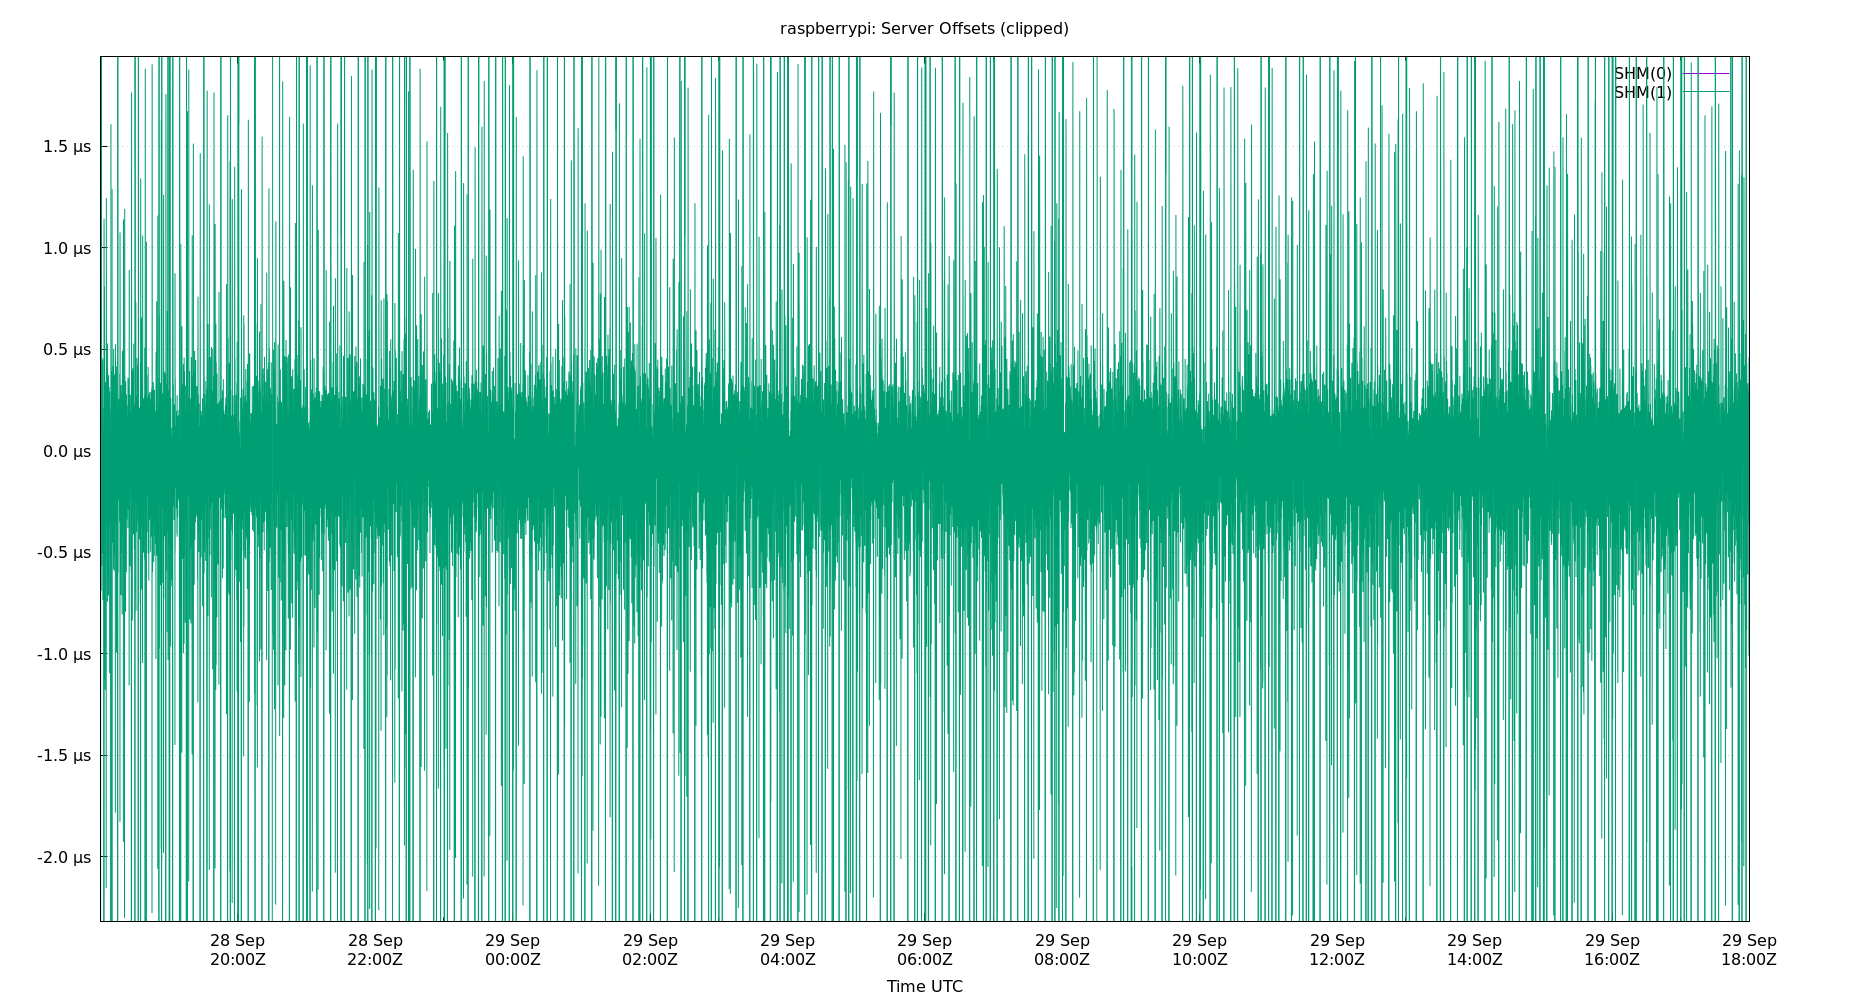 raspberrypi: Server Offsets (clipped)
SHM(0)
SHM(1)
1.5 µs
1.0 µs
0.5 µs
0.0 µs
-0.5 µs
-1.0 µs
-1.5 µs
-2.0 µs
28 Sep 28 Sep 29 Sep 29 Sep 29 Sep 29 Sep 29 Sep 29 Sep 29 Sep 29 Sep 29 Sep 29 Sep
20:00Z 22:00Z 00:00Z 02:00Z 04:00Z 06:00Z 08:00Z 10:00Z 12:00Z 14:00Z 16:00Z 18:00Z
Time UTC